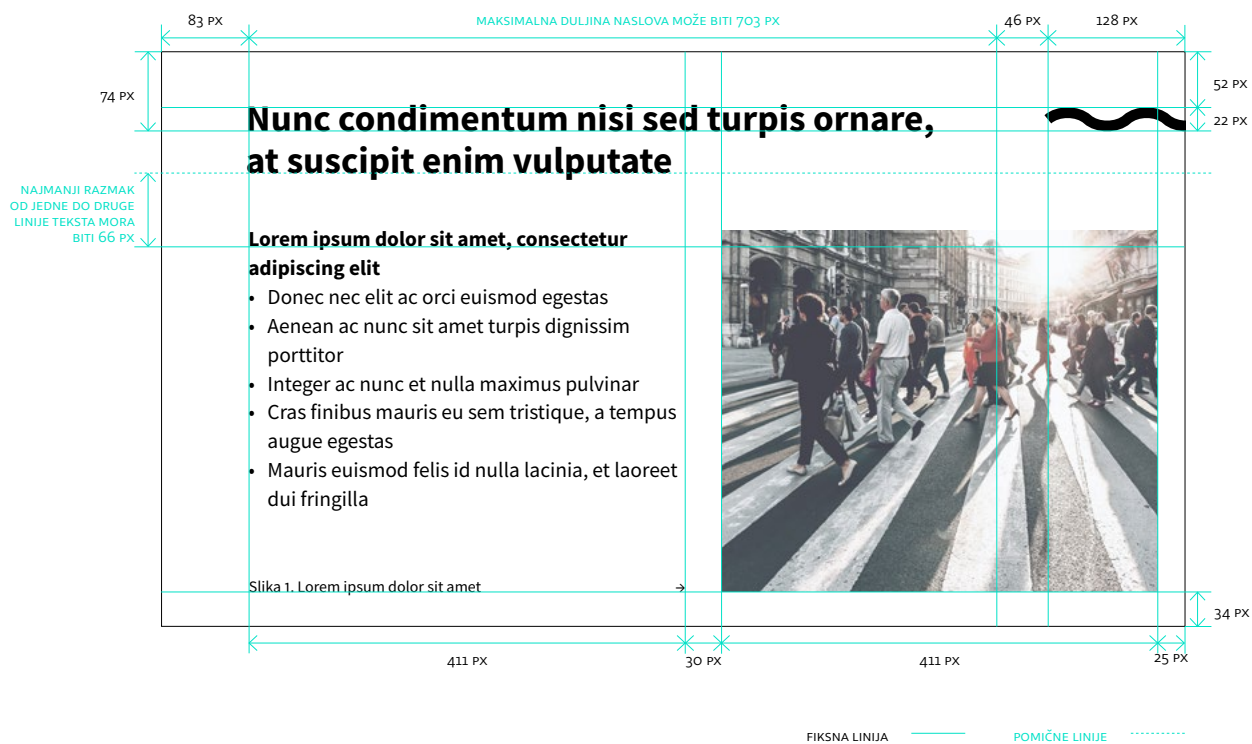 83 PX
MAKSIMALNA DULJINA NASLOVA MOŽE BITI 703 PX
46 PX
128 PX
74 PX
52 PX
22 PX
Nunc condimentum nisi sed turpis ornare,
at suscipit enim vulputate
NAJMANJI RAZMAK
OD JEDNE DO DRUGE
LINIJE TEKSTA MORA
BITI 66 PX
Lorem ipsum dolor sit amet, consectetur
adipiscing elit
• Donec nec elit ac orci euismod egestas
• Aenean ac nunc sit amet turpis dignissim
porttitor
• Integer ac nunc et nulla maximus pulvinar
• Cras finibus mauris eu sem tristique, a tempus
augue egestas
• Mauris euismod felis id nulla lacinia, et laoreet
dui fringilla
Slika 1. Lorem ipsum dolor sit amet →
34 PX
411 PX
30 PX
411 PX
25 PX
FIKSNA LINIJA
POMIČNE LINIJE